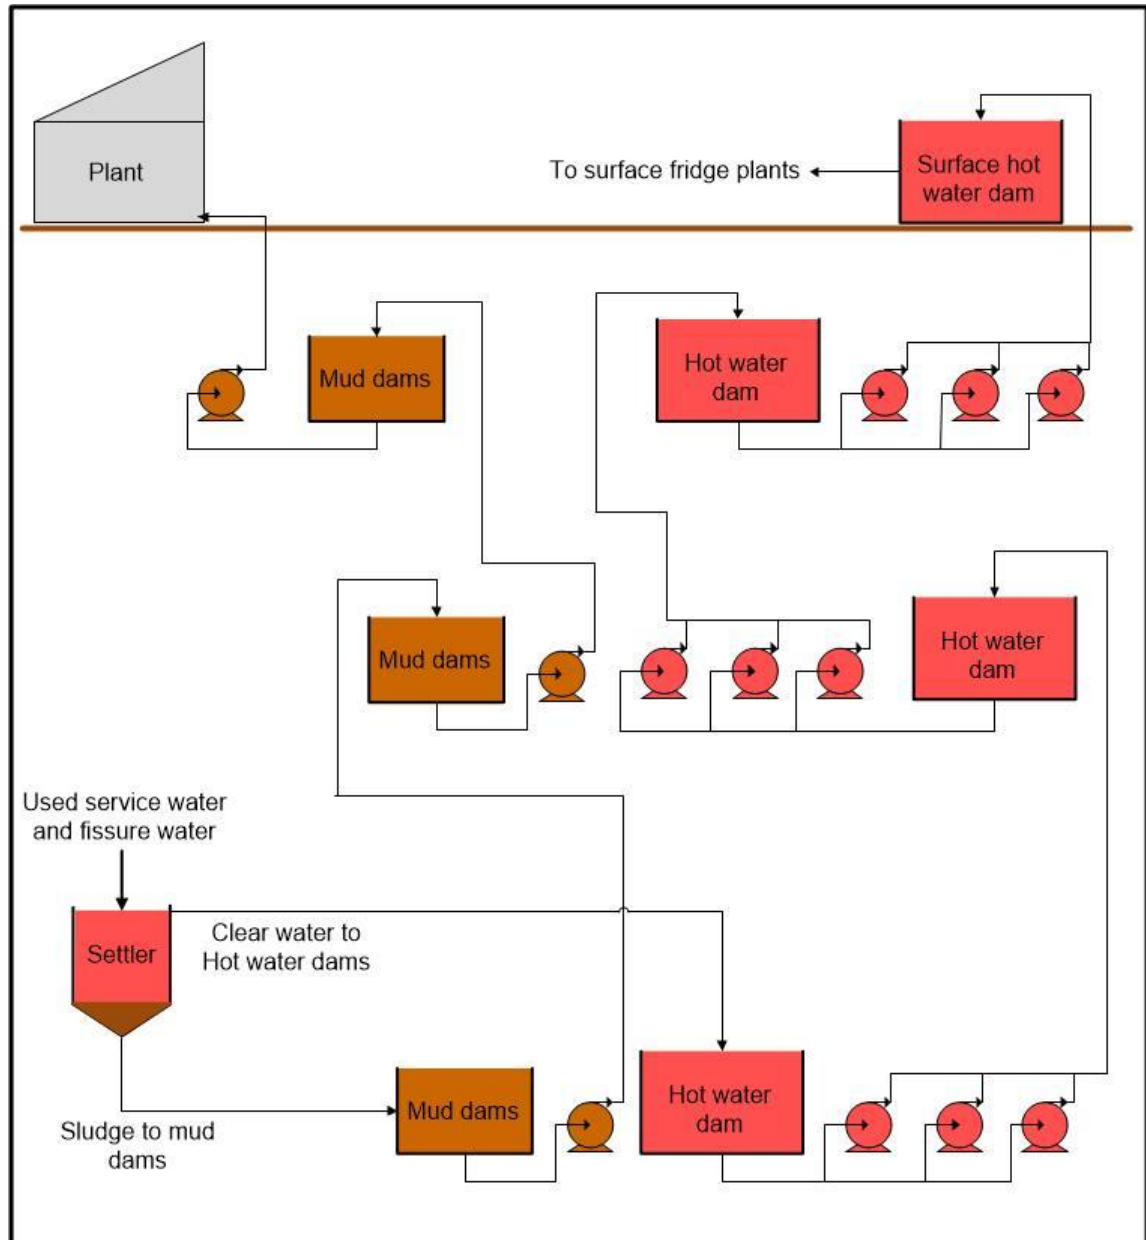 Plant
To surface fridge plants
Surface hot
water dam
Mud dams
Hot water
dam
Mud dams
Hot water
dam
Used service water
and fissure water
Settler
Clear water to
Hot water dams
Mud dams
Hot water
dam
Sludge to mud
dams